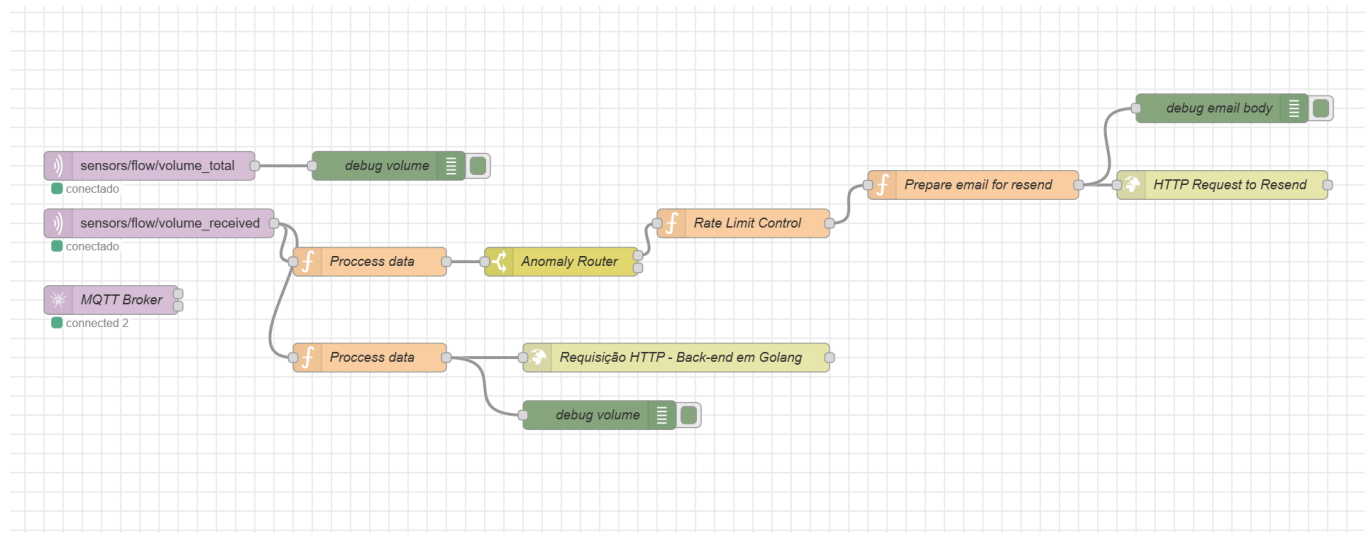 debug email body
sensors/flow/volume_total
debug volume
conectado
Prepare email for resend
HTTP Request to Resend
sensors/flow/volume_received
Rate Limit Control
conectado
Proccess data
Anomaly Router
MQTT Broker
connected 2
Proccess data
Requisição HTTP - Back-end em Golang
debug volume